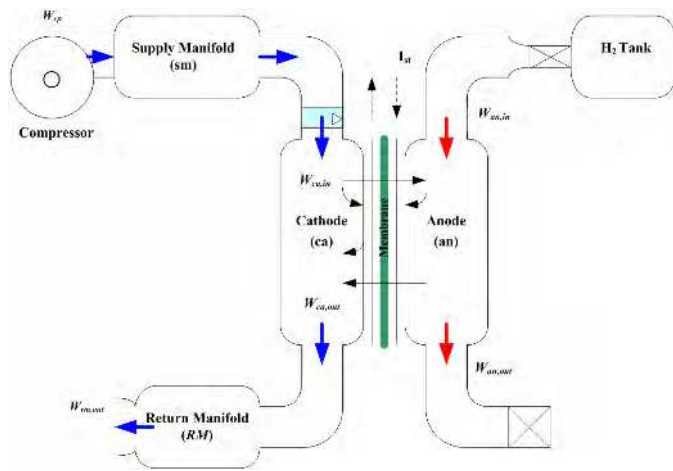 W_cp
Supply Manifold
(sm)
Compressor
I_st
H₂ Tank
W_an,in
W_ca,in
Cathode
(ca)
Membrane
Anode
(an)
W_ca,out
W_an,out
W_rm,out
Return Manifold
(RM)